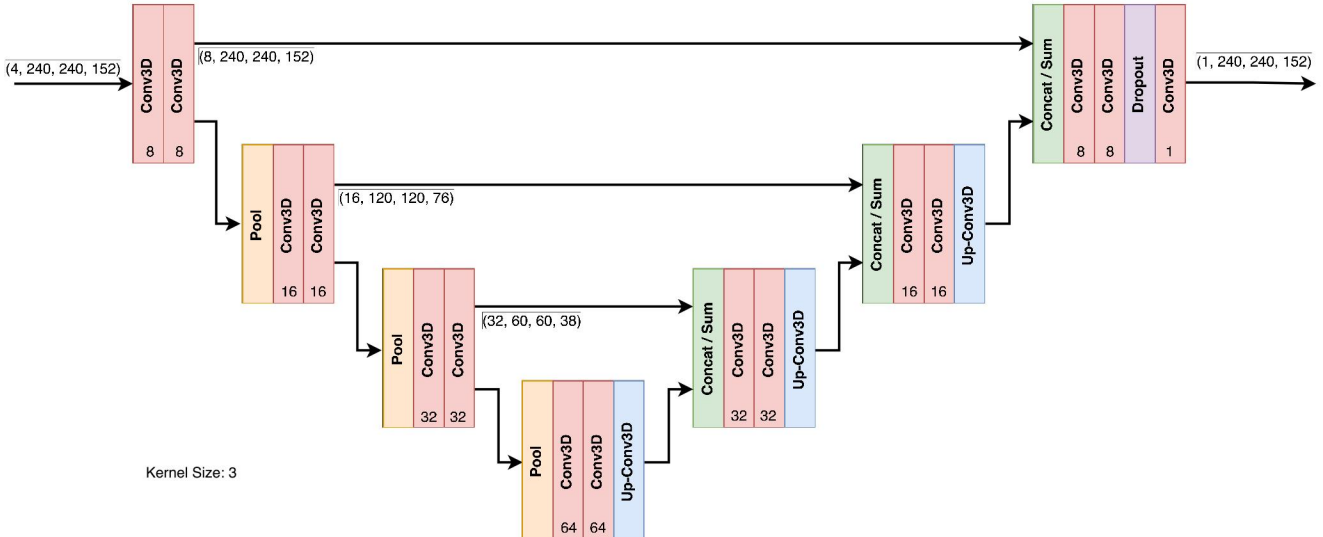 (4, 240, 240, 152)
Conv3D
8
Conv3D
8
(8, 240, 240, 152)
Pool
Conv3D
16
Conv3D
16
(16, 120, 120, 76)
Pool
Conv3D
32
Conv3D
32
(32, 60, 60, 38)
Pool
Conv3D
64
Conv3D
64
Up-Conv3D
Concat / Sum
Conv3D
32
Conv3D
32
Up-Conv3D
Concat / Sum
Conv3D
16
Conv3D
16
Up-Conv3D
Concat / Sum
Conv3D
8
Conv3D
8
Dropout
Conv3D
1
(1, 240, 240, 152)
Kernel Size: 3